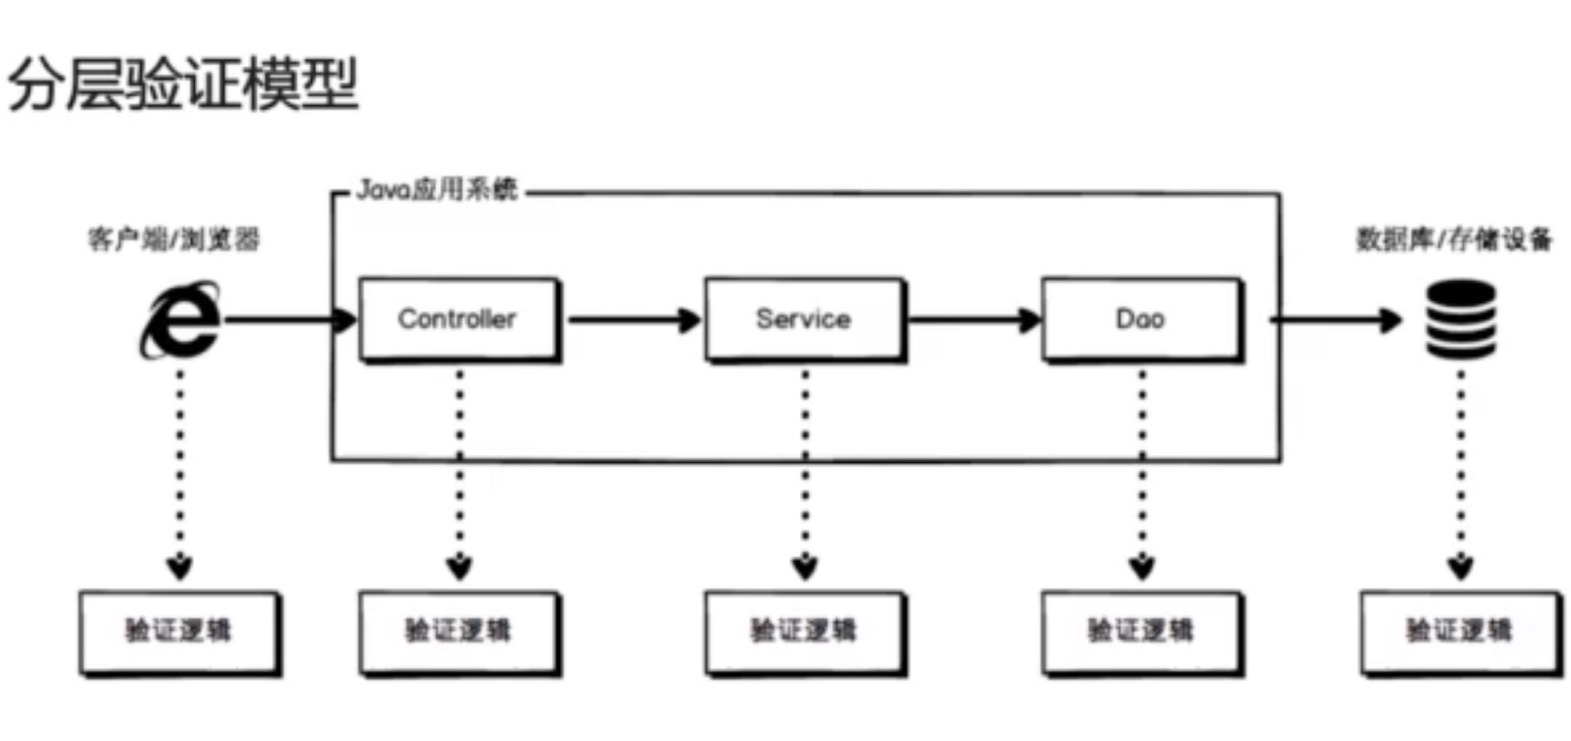 分层验证模型
Java应用系统
客户端/浏览器
数据库/存储设备
Controller
Service
Dao
验证逻辑
验证逻辑
验证逻辑
验证逻辑
验证逻辑